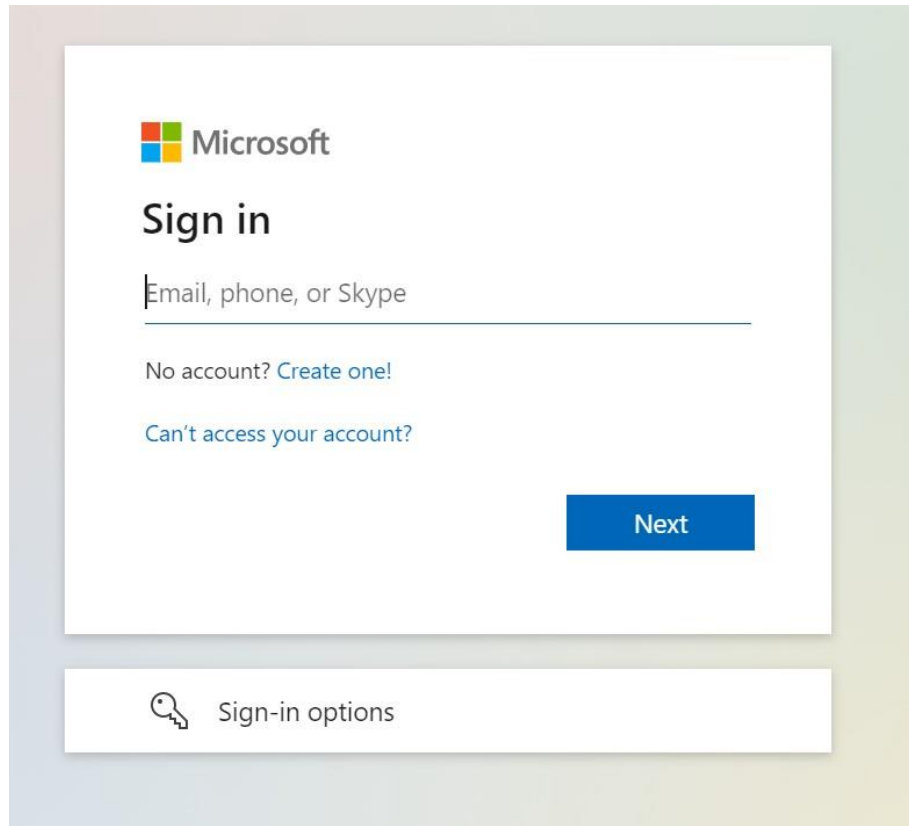 Microsoft
Sign in
Email, phone, or Skype
No account? Create one!
Can’t access your account?
Next
Sign-in options